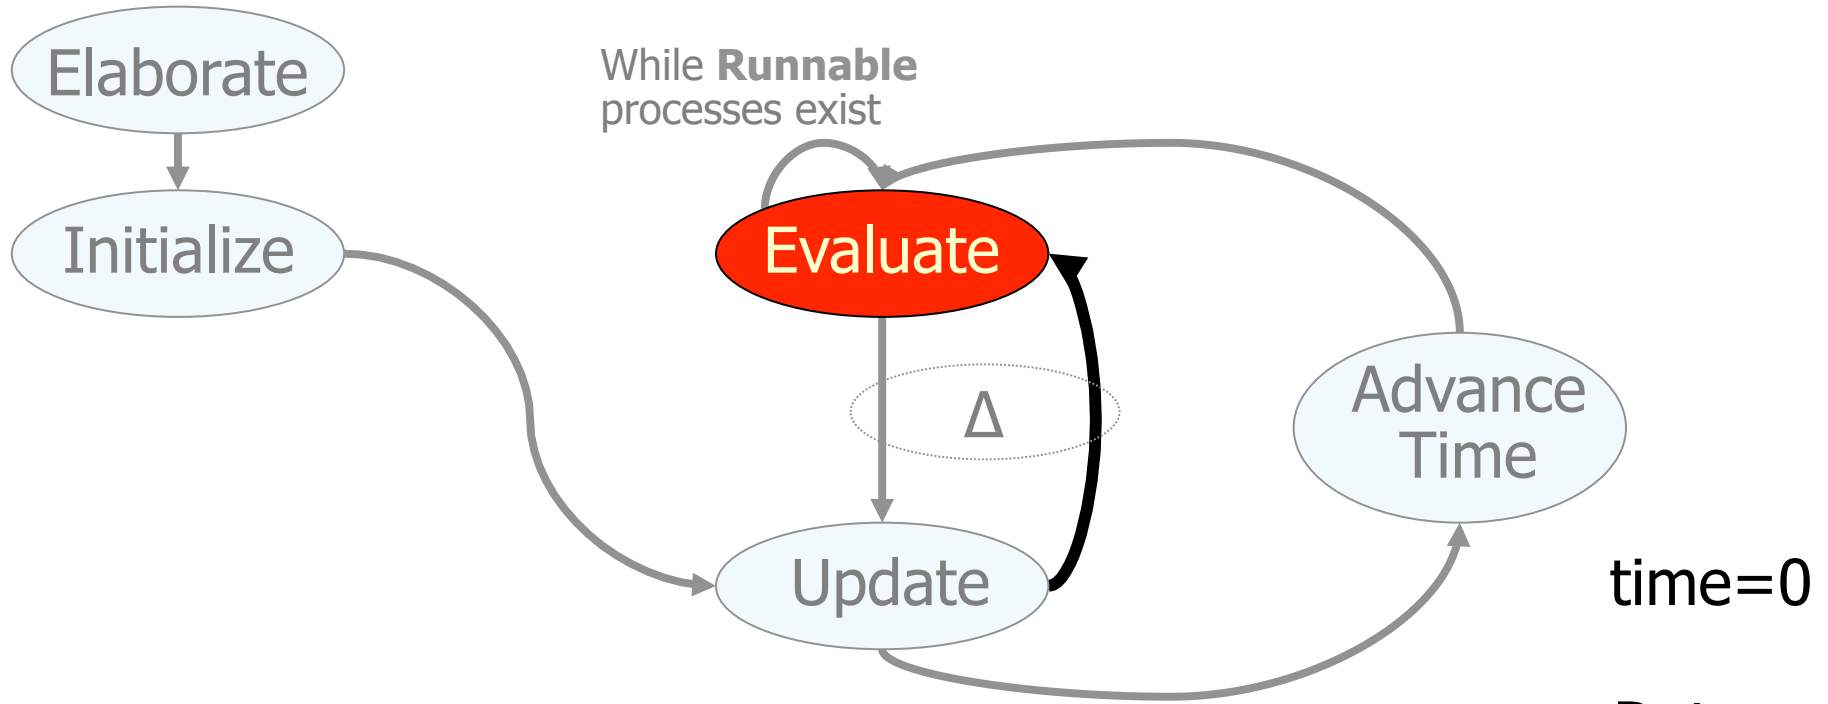 Elaborate
While Runnable
processes exist
Initialize
Evaluate
Δ
Advance
Time
Update
time=0